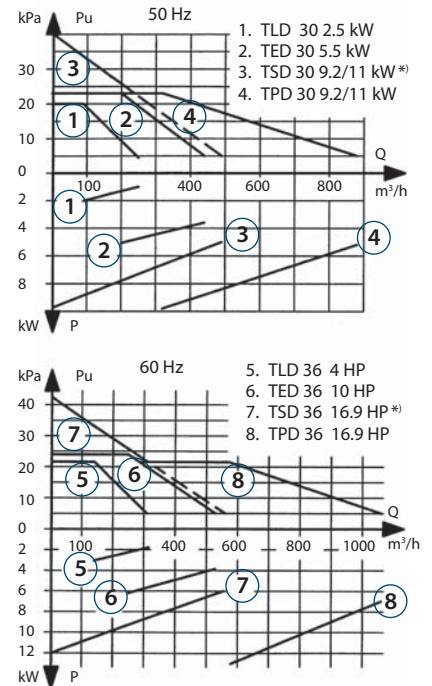 50 Hz
kPa Pu
1. TLD 30 2.5 kW
2. TED 30 5.5 kW
3. TSD 30 9.2/11 kW*)
4. TPD 30 9.2/11 kW
30
20
10
0
3
1
2
4
Q
100 400 600 800 m³/h
2
4
6
8
1
2
3
4
kW P
60 Hz
kPa Pu
5. TLD 36 4 HP
6. TED 36 10 HP
7. TSD 36 16.9 HP*)
8. TPD 36 16.9 HP
40
30
20
10
0
7
5
6
8
Q
100 400 600 800 1000 m³/h
2
4
6
8
10
12
5
6
7
8
kW P